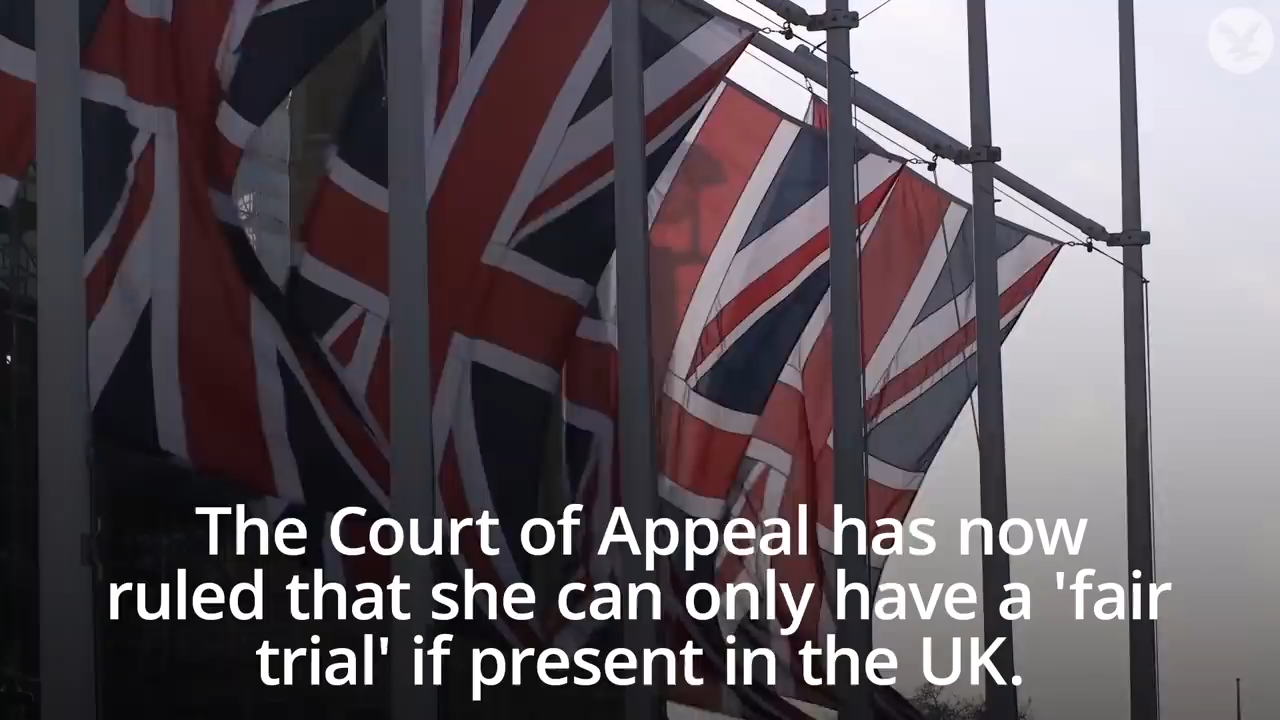 The Court of Appeal has now
ruled that she can only have a 'fair
trial' if present in the UK.